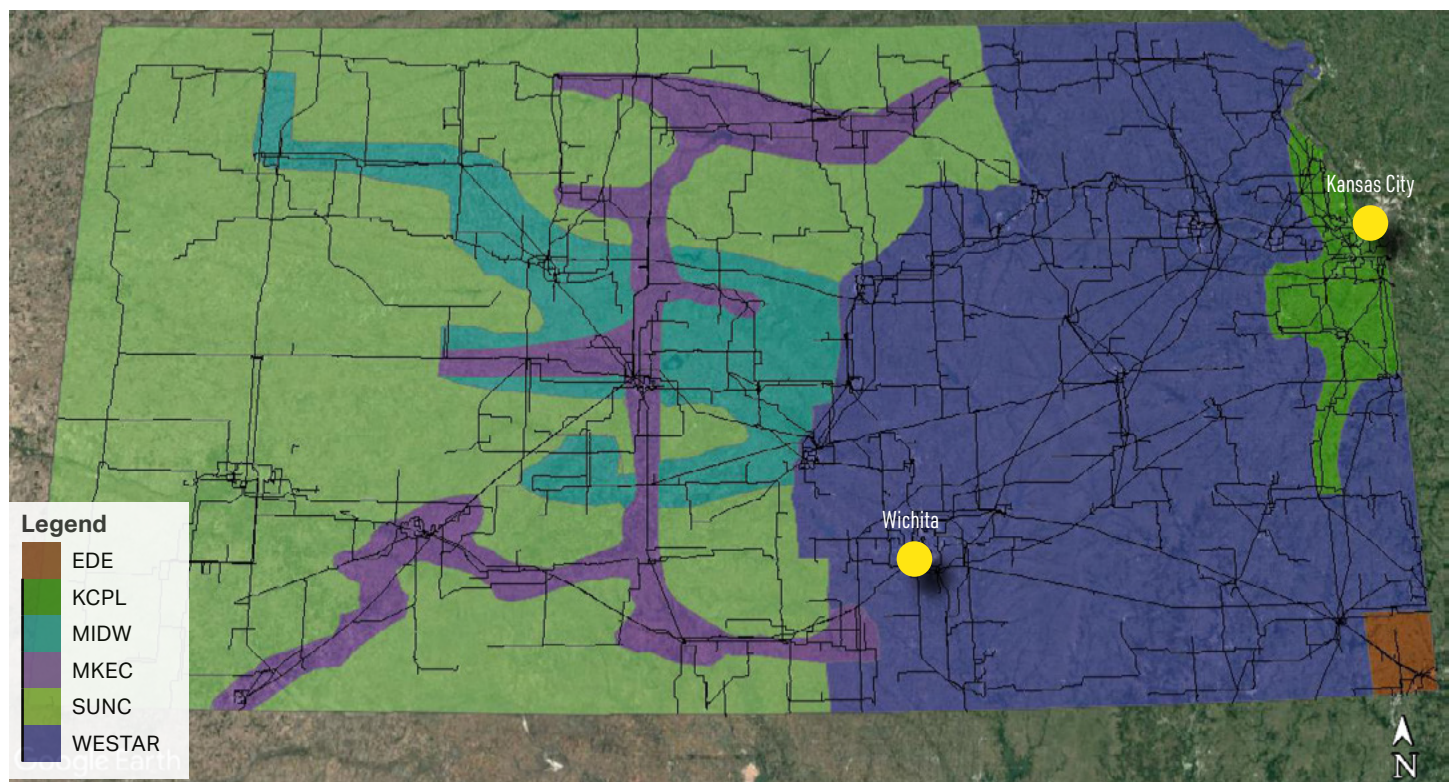 Kansas City
Wichita
Legend
EDE
KCPL
MIDW
MKEC
SUNC
WESTAR
Google Earth
N